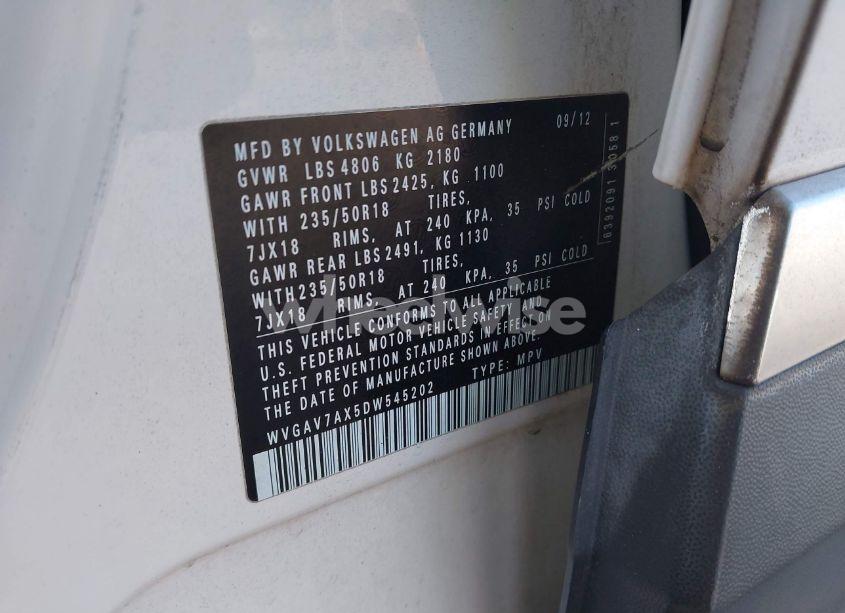 MFD BY VOLKSWAGEN AG GERMANY 09/12
GVWR LBS 4806 KG 2180
GAWR FRONT LBS 2425, KG 1100
WITH 235/50R18 TIRES,
7JX18 RIMS, AT 240 KPA, 35 PSI COLD
GAWR REAR LBS 2491, KG 1130
WITH 235/50R18 TIRES,
7JX18 RIMS, AT 240 KPA, 35 PSI COLD
THIS VEHICLE CONFORMS TO ALL APPLICABLE
U.S. FEDERAL MOTOR VEHICLE SAFETY AND
THEFT PREVENTION STANDARDS IN EFFECT ON
THE DATE OF MANUFACTURE SHOWN ABOVE.
WVGAV7AX5DW545202 TYPE: MPV
wheelwise